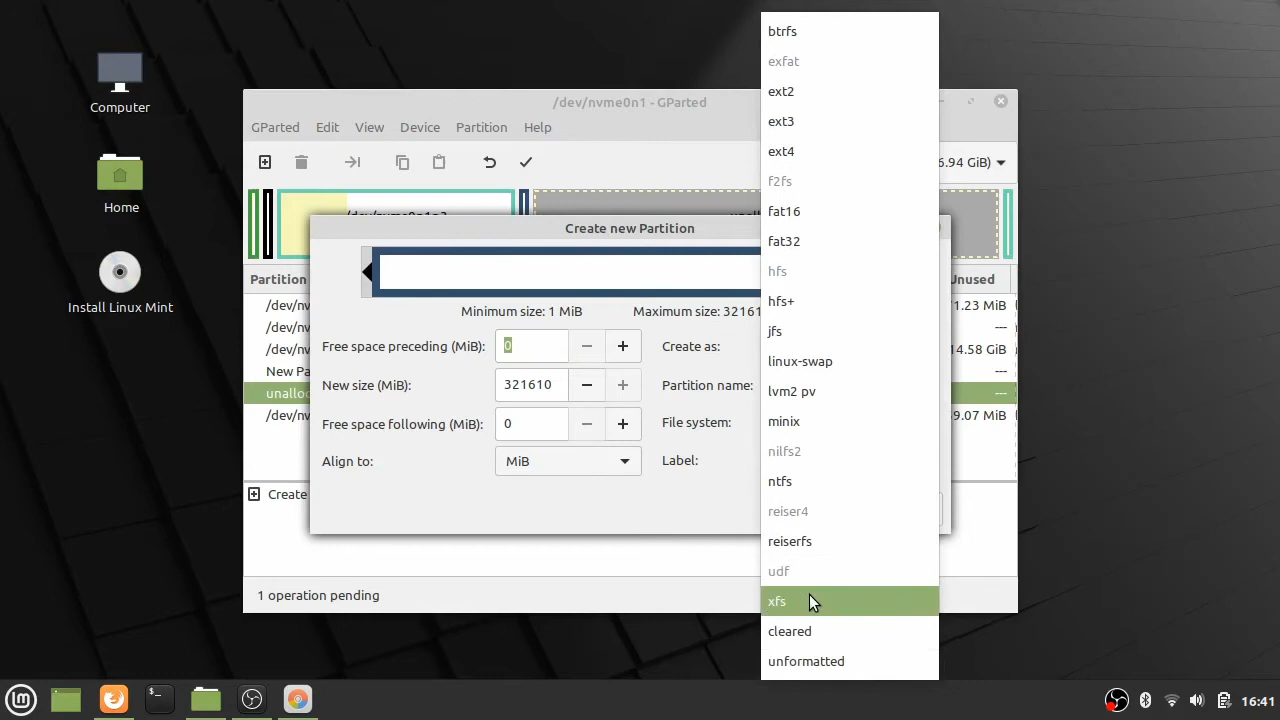 Computer
Home
Install Linux Mint
/dev/nvme0n1 - GParted
GParted Edit View Device Partition Help
6.94 GiB)
Partition
Unused
/dev/nv
71.23 MiB
/dev/nv
---
/dev/nv
14.58 GiB
New Pa
---
unalloc
---
/dev/nv
9.07 MiB
Create
1 operation pending
Create new Partition
Minimum size: 1 MiB
Maximum size: 32161
Free space preceding (MiB):
0
Create as:
New size (MiB):
321610
Partition name:
Free space following (MiB):
0
File system:
Align to:
MiB
Label:
btrfs
exfat
ext2
ext3
ext4
f2fs
fat16
fat32
hfs
hfs+
jfs
linux-swap
lvm2 pv
minix
nilfs2
ntfs
reiser4
reiserfs
udf
xfs
cleared
unformatted
16:41